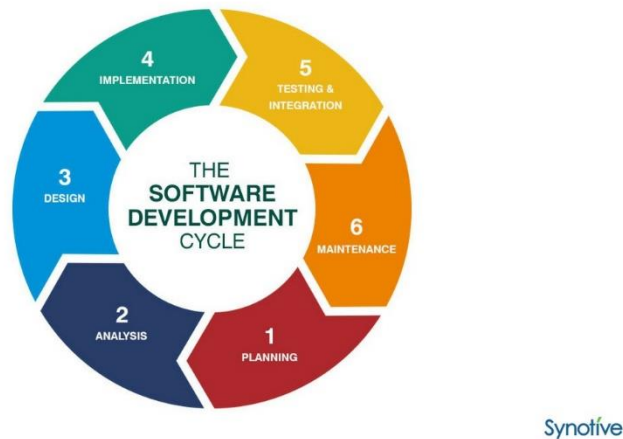 THE
SOFTWARE
DEVELOPMENT
CYCLE
1
PLANNING
2
ANALYSIS
3
DESIGN
4
IMPLEMENTATION
5
TESTING &
INTEGRATION
6
MAINTENANCE
Synotive